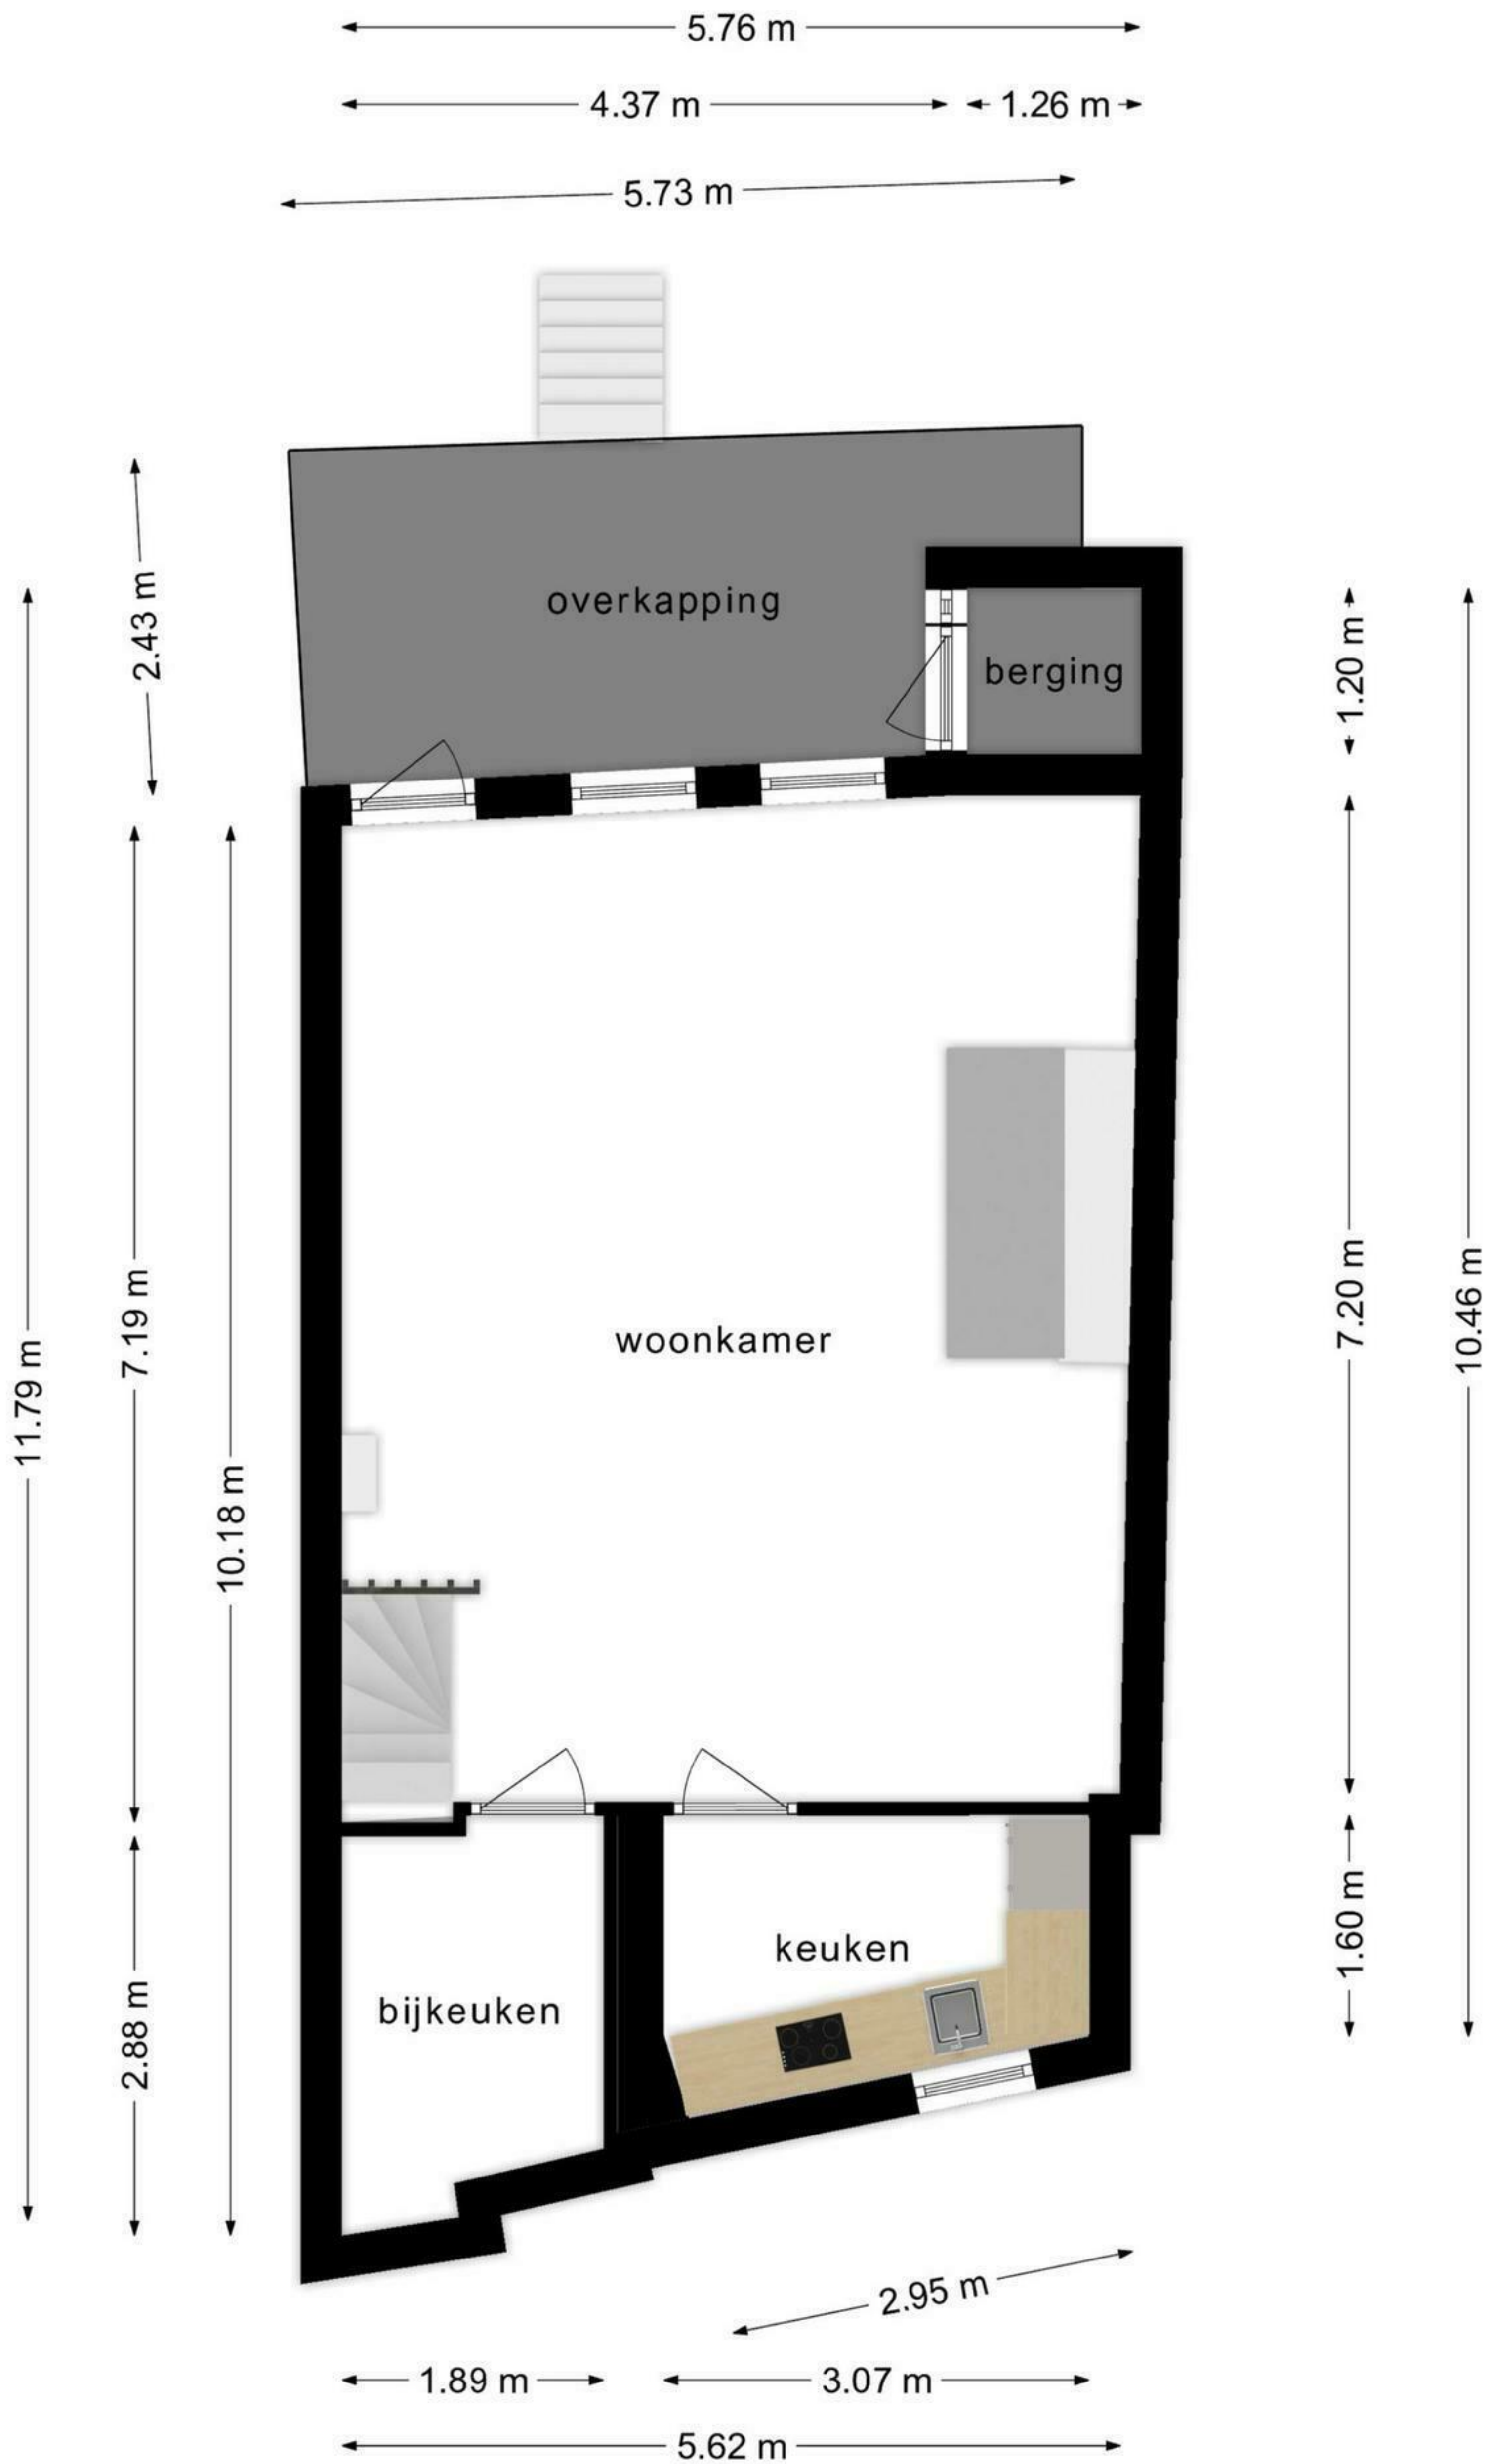 5.76 m
4.37 m
1.26 m
5.73 m
2.43 m
overkapping
berging
1.20 m
11.79 m
7.19 m
10.18 m
woonkamer
7.20 m
10.46 m
keuken
bijkeuken
2.88 m
1.60 m
2.95 m
1.89 m
3.07 m
5.62 m